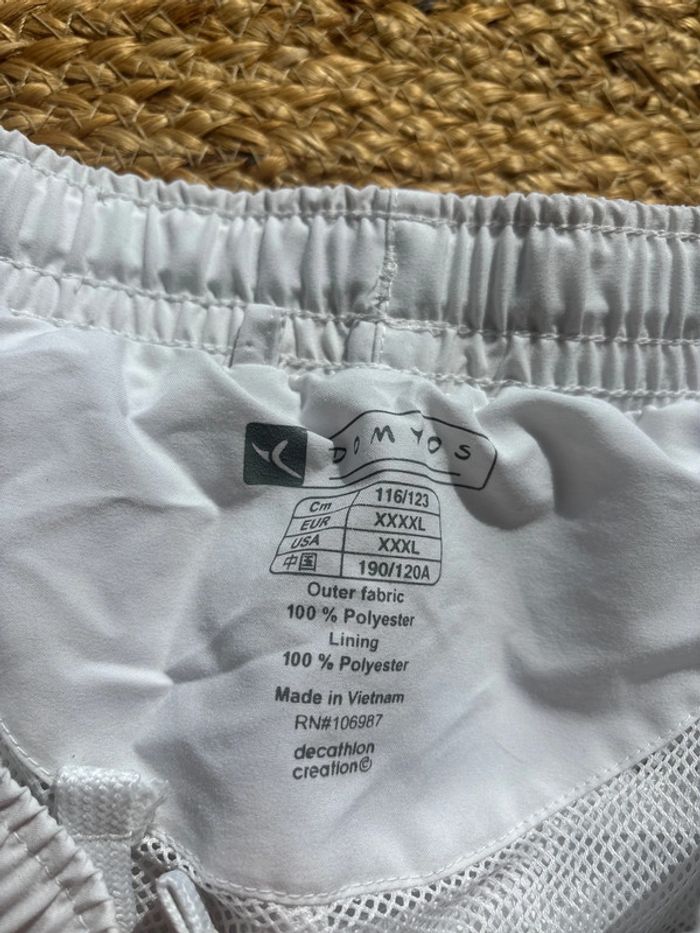 DOMYOS
Cm 116/123
EUR XXXXL
USA XXXL
中国 190/120A
Outer fabric
100 % Polyester
Lining
100 % Polyester
Made in Vietnam
RN#106987
decathlon
creation©